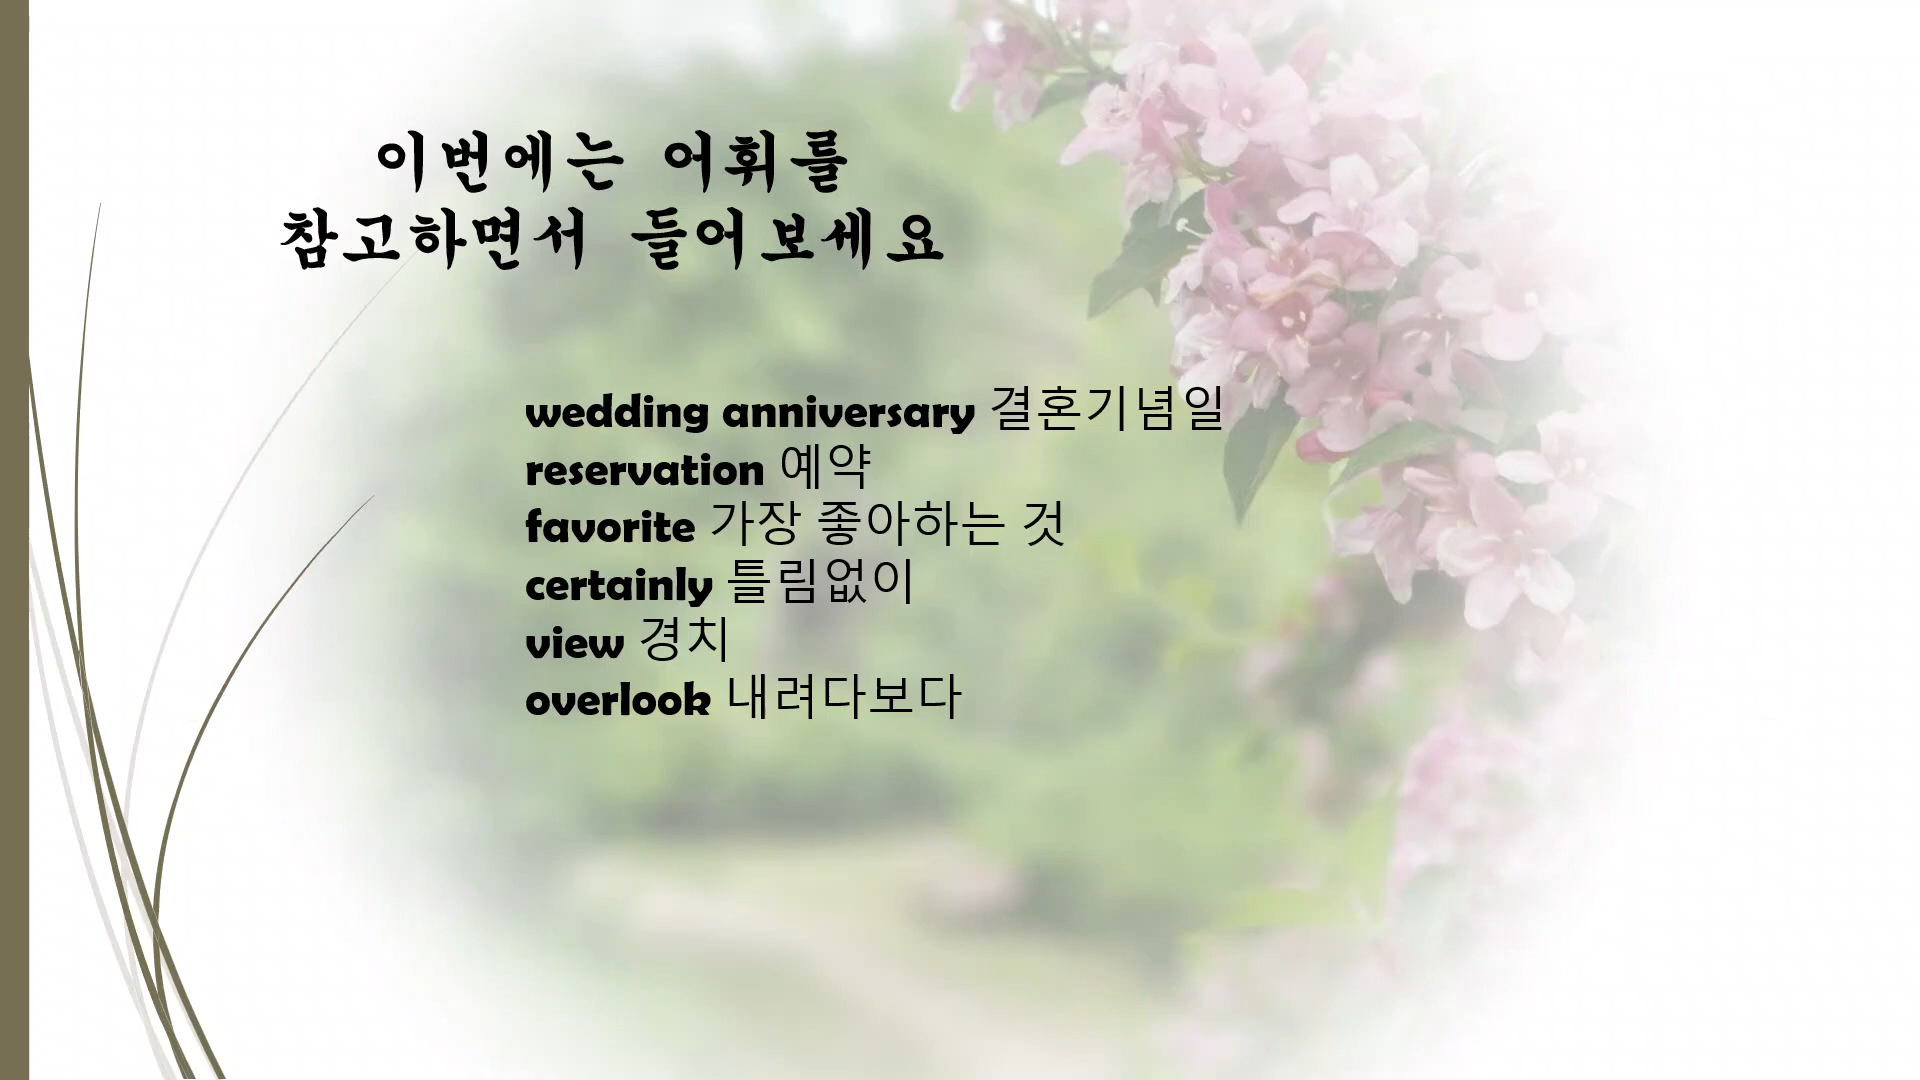 이번에는 어휘를
참고하면서 들어보세요
wedding anniversary 결혼기념일
reservation 예약
favorite 가장 좋아하는 것
certainly 틀림없이
view 경치
overlook 내려다보다